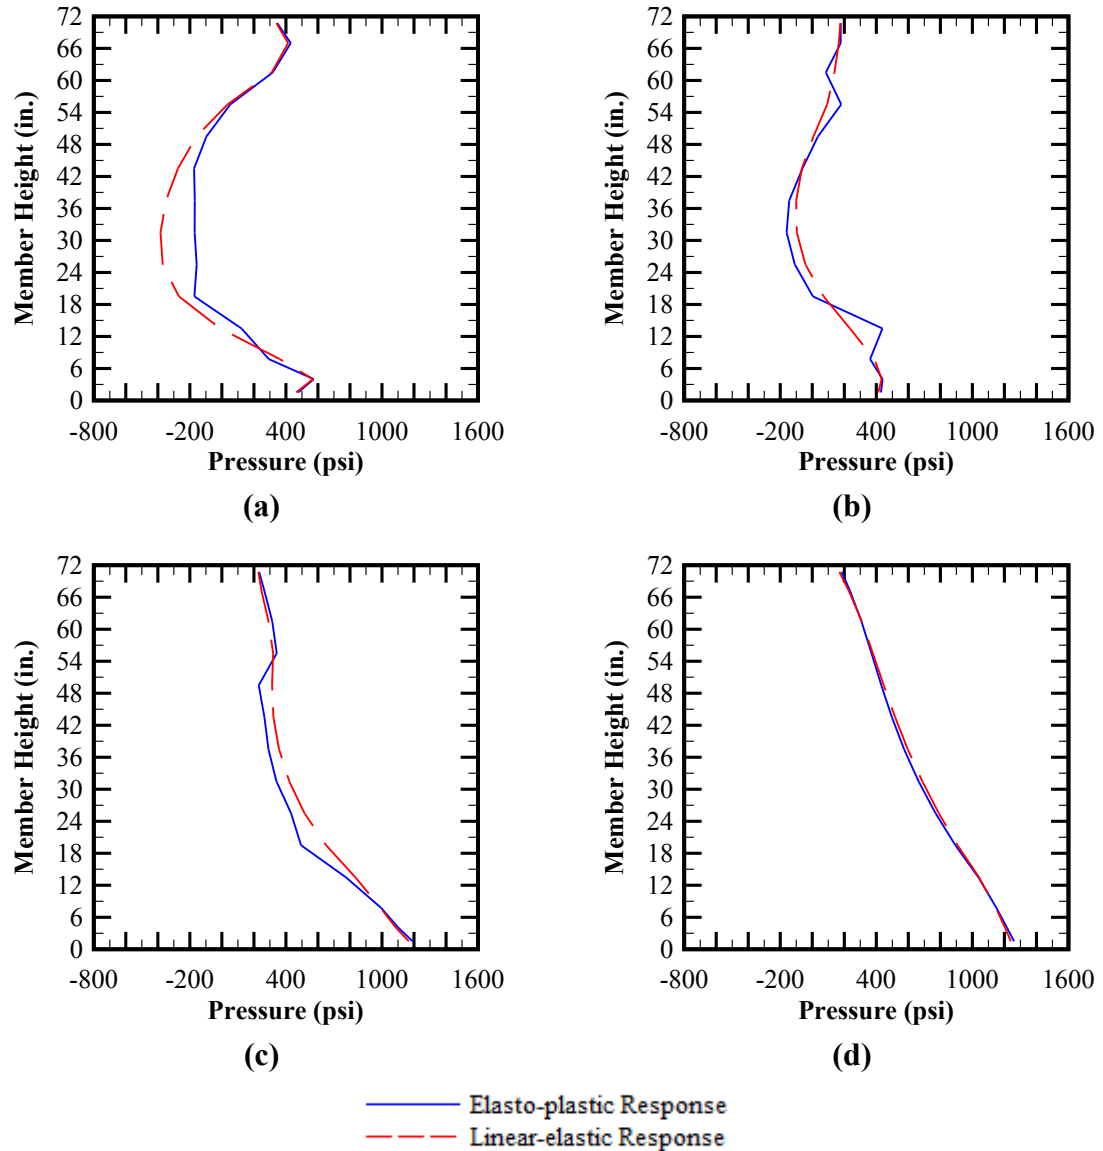 72
66
60
54
48
42
36
30
24
18
12
6
0
Member Height (in.)
-800 -200 400 1000 1600
Pressure (psi)
(a)
72
66
60
54
48
42
36
30
24
18
12
6
0
Member Height (in.)
-800 -200 400 1000 1600
Pressure (psi)
(b)
72
66
60
54
48
42
36
30
24
18
12
6
0
Member Height (in.)
-800 -200 400 1000 1600
Pressure (psi)
(c)
72
66
60
54
48
42
36
30
24
18
12
6
0
Member Height (in.)
-800 -200 400 1000 1600
Pressure (psi)
(d)
Elasto-plastic Response
Linear-elastic Response